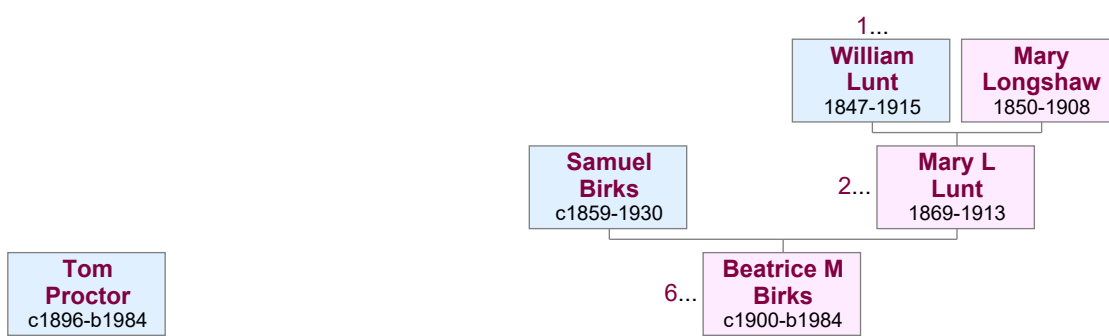 1...
William
Lunt
1847-1915
Mary
Longshaw
1850-1908
Samuel
Birks
c1859-1930
2...
Mary L
Lunt
1869-1913
Tom
Proctor
c1896-b1984
6...
Beatrice M
Birks
c1900-b1984